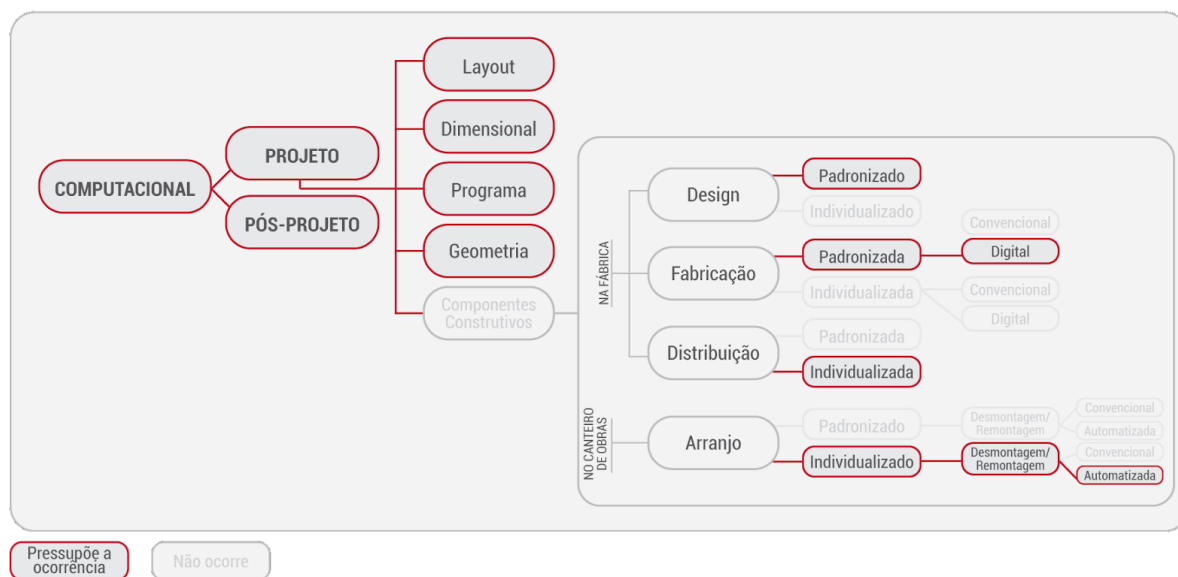 COMPUTACIONAL
PROJETO
PÓS-PROJETO
Layout
Dimensional
Programa
Geometria
Componentes
Construtivos
NA FÁBRICA
Design
Padronizado
Individualizado
Fabricação
Padronizada
Convencional
Digital
Individualizada
Convencional
Digital
Distribuição
Padronizada
Individualizada
NO CANTEIRO
DE OBRAS
Arranjo
Padronizado
Desmontagem/
Remontagem
Convencional
Automatizada
Individualizado
Desmontagem/
Remontagem
Convencional
Automatizada
Pressupõe a
ocorrência
Não ocorre